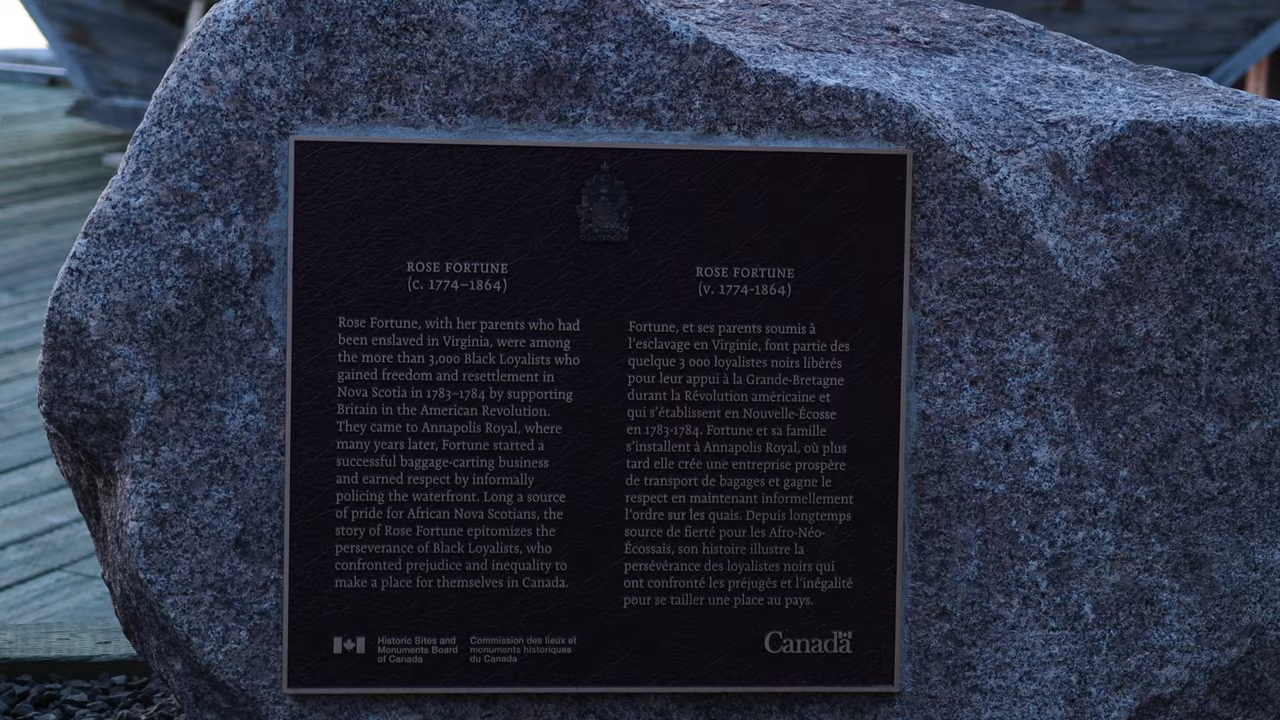 ROSE FORTUNE
(c. 1774–1864)
Rose Fortune, with her parents who had
been enslaved in Virginia, were among
the more than 3,000 Black Loyalists who
gained freedom and resettlement in
Nova Scotia in 1783–1784 by supporting
Britain in the American Revolution.
They came to Annapolis Royal, where
many years later, Fortune started a
successful baggage-carting business
and earned respect by informally
policing the waterfront. Long a source
of pride for African Nova Scotians, the
story of Rose Fortune epitomizes the
perseverance of Black Loyalists, who
confronted prejudice and inequality to
make a place for themselves in Canada.
ROSE FORTUNE
(v. 1774-1864)
Fortune, et ses parents soumis à
l'esclavage en Virginie, font partie des
quelque 3 000 loyalistes noirs libérés
pour leur appui à la Grande-Bretagne
durant la Révolution américaine et
qui s'établissent en Nouvelle-Écosse
en 1783-1784. Fortune et sa famille
s'installent à Annapolis Royal, où plus
tard elle crée une entreprise prospère
de transport de bagages et gagne le
respect en maintenant informellement
l'ordre sur les quais. Depuis longtemps
source de fierté pour les Afro-Néo-
Écossais, son histoire illustre la
persévérance des loyalistes noirs qui
ont confronté les préjugés et l'inégalité
pour se tailler une place au pays.
Historic Sites and
Monuments Board
of Canada
Commission des lieux et
monuments historiques
du Canada
Canada